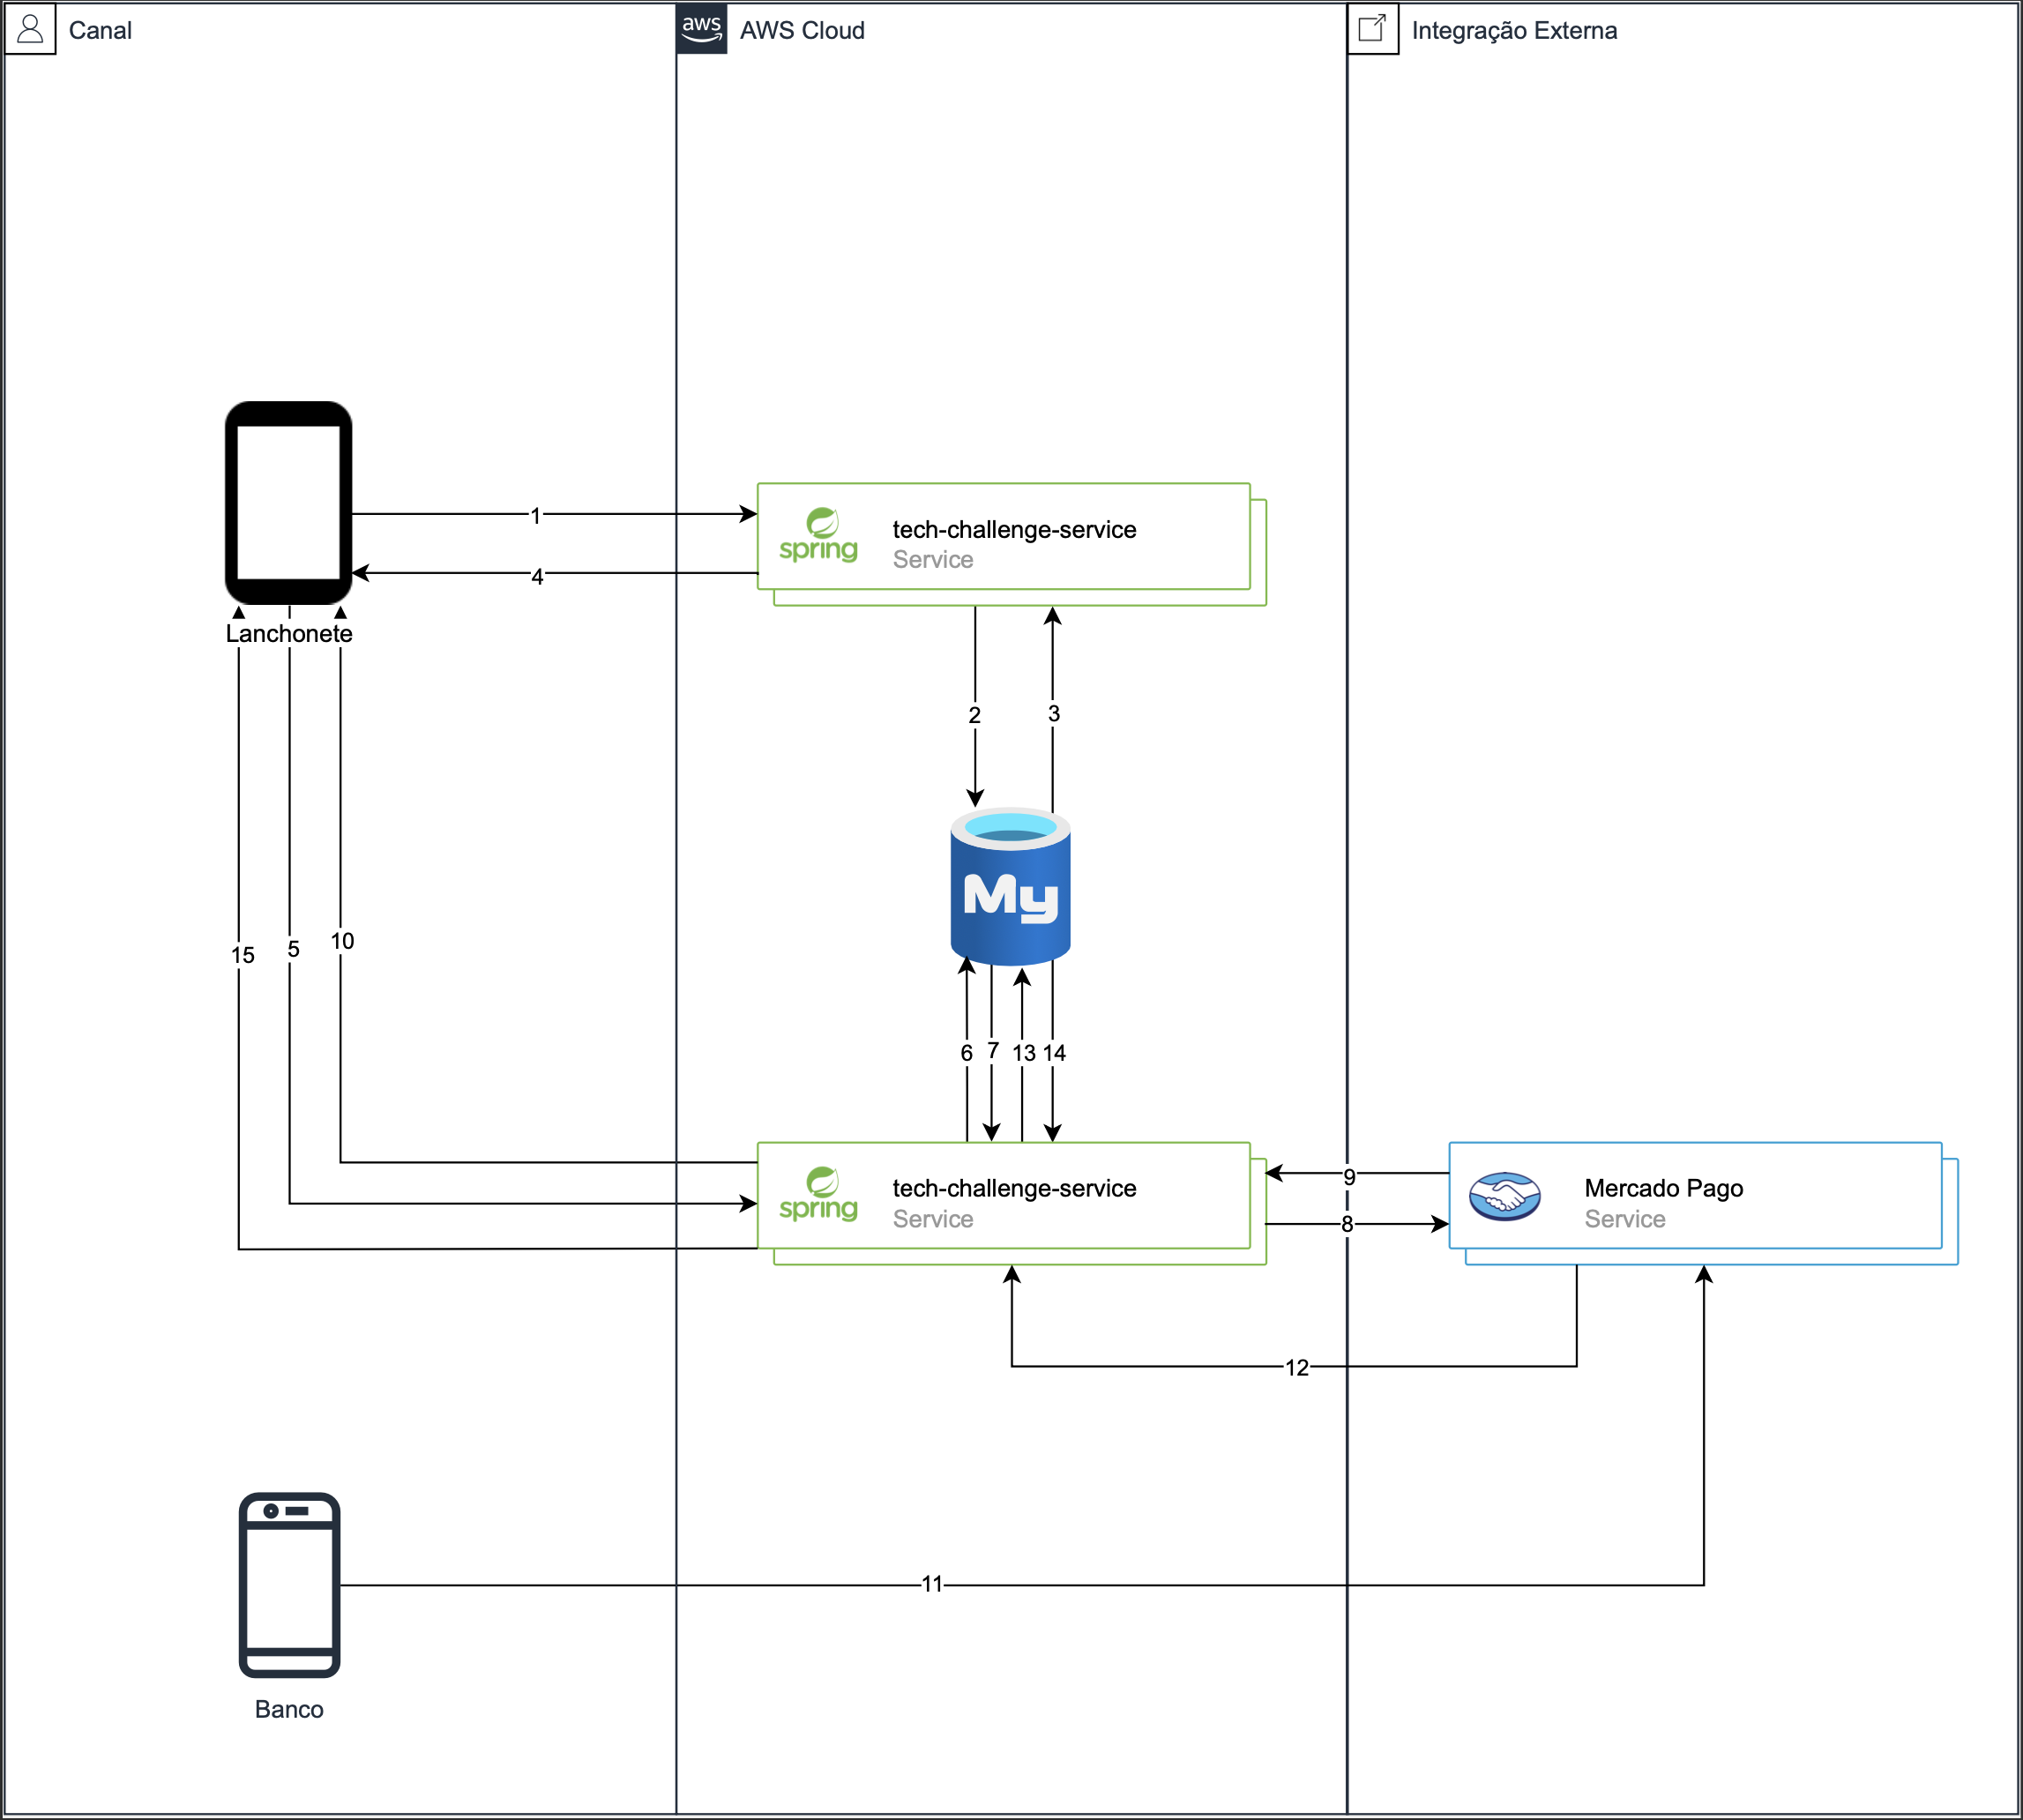 Canal
aws
AWS Cloud
Integração Externa
1
spring
tech-challenge-service
Service
4
Lanchonete
2
3
My
15
5
10
6
7
13
14
spring
tech-challenge-service
Service
9
8
Mercado Pago
Service
12
11
Banco